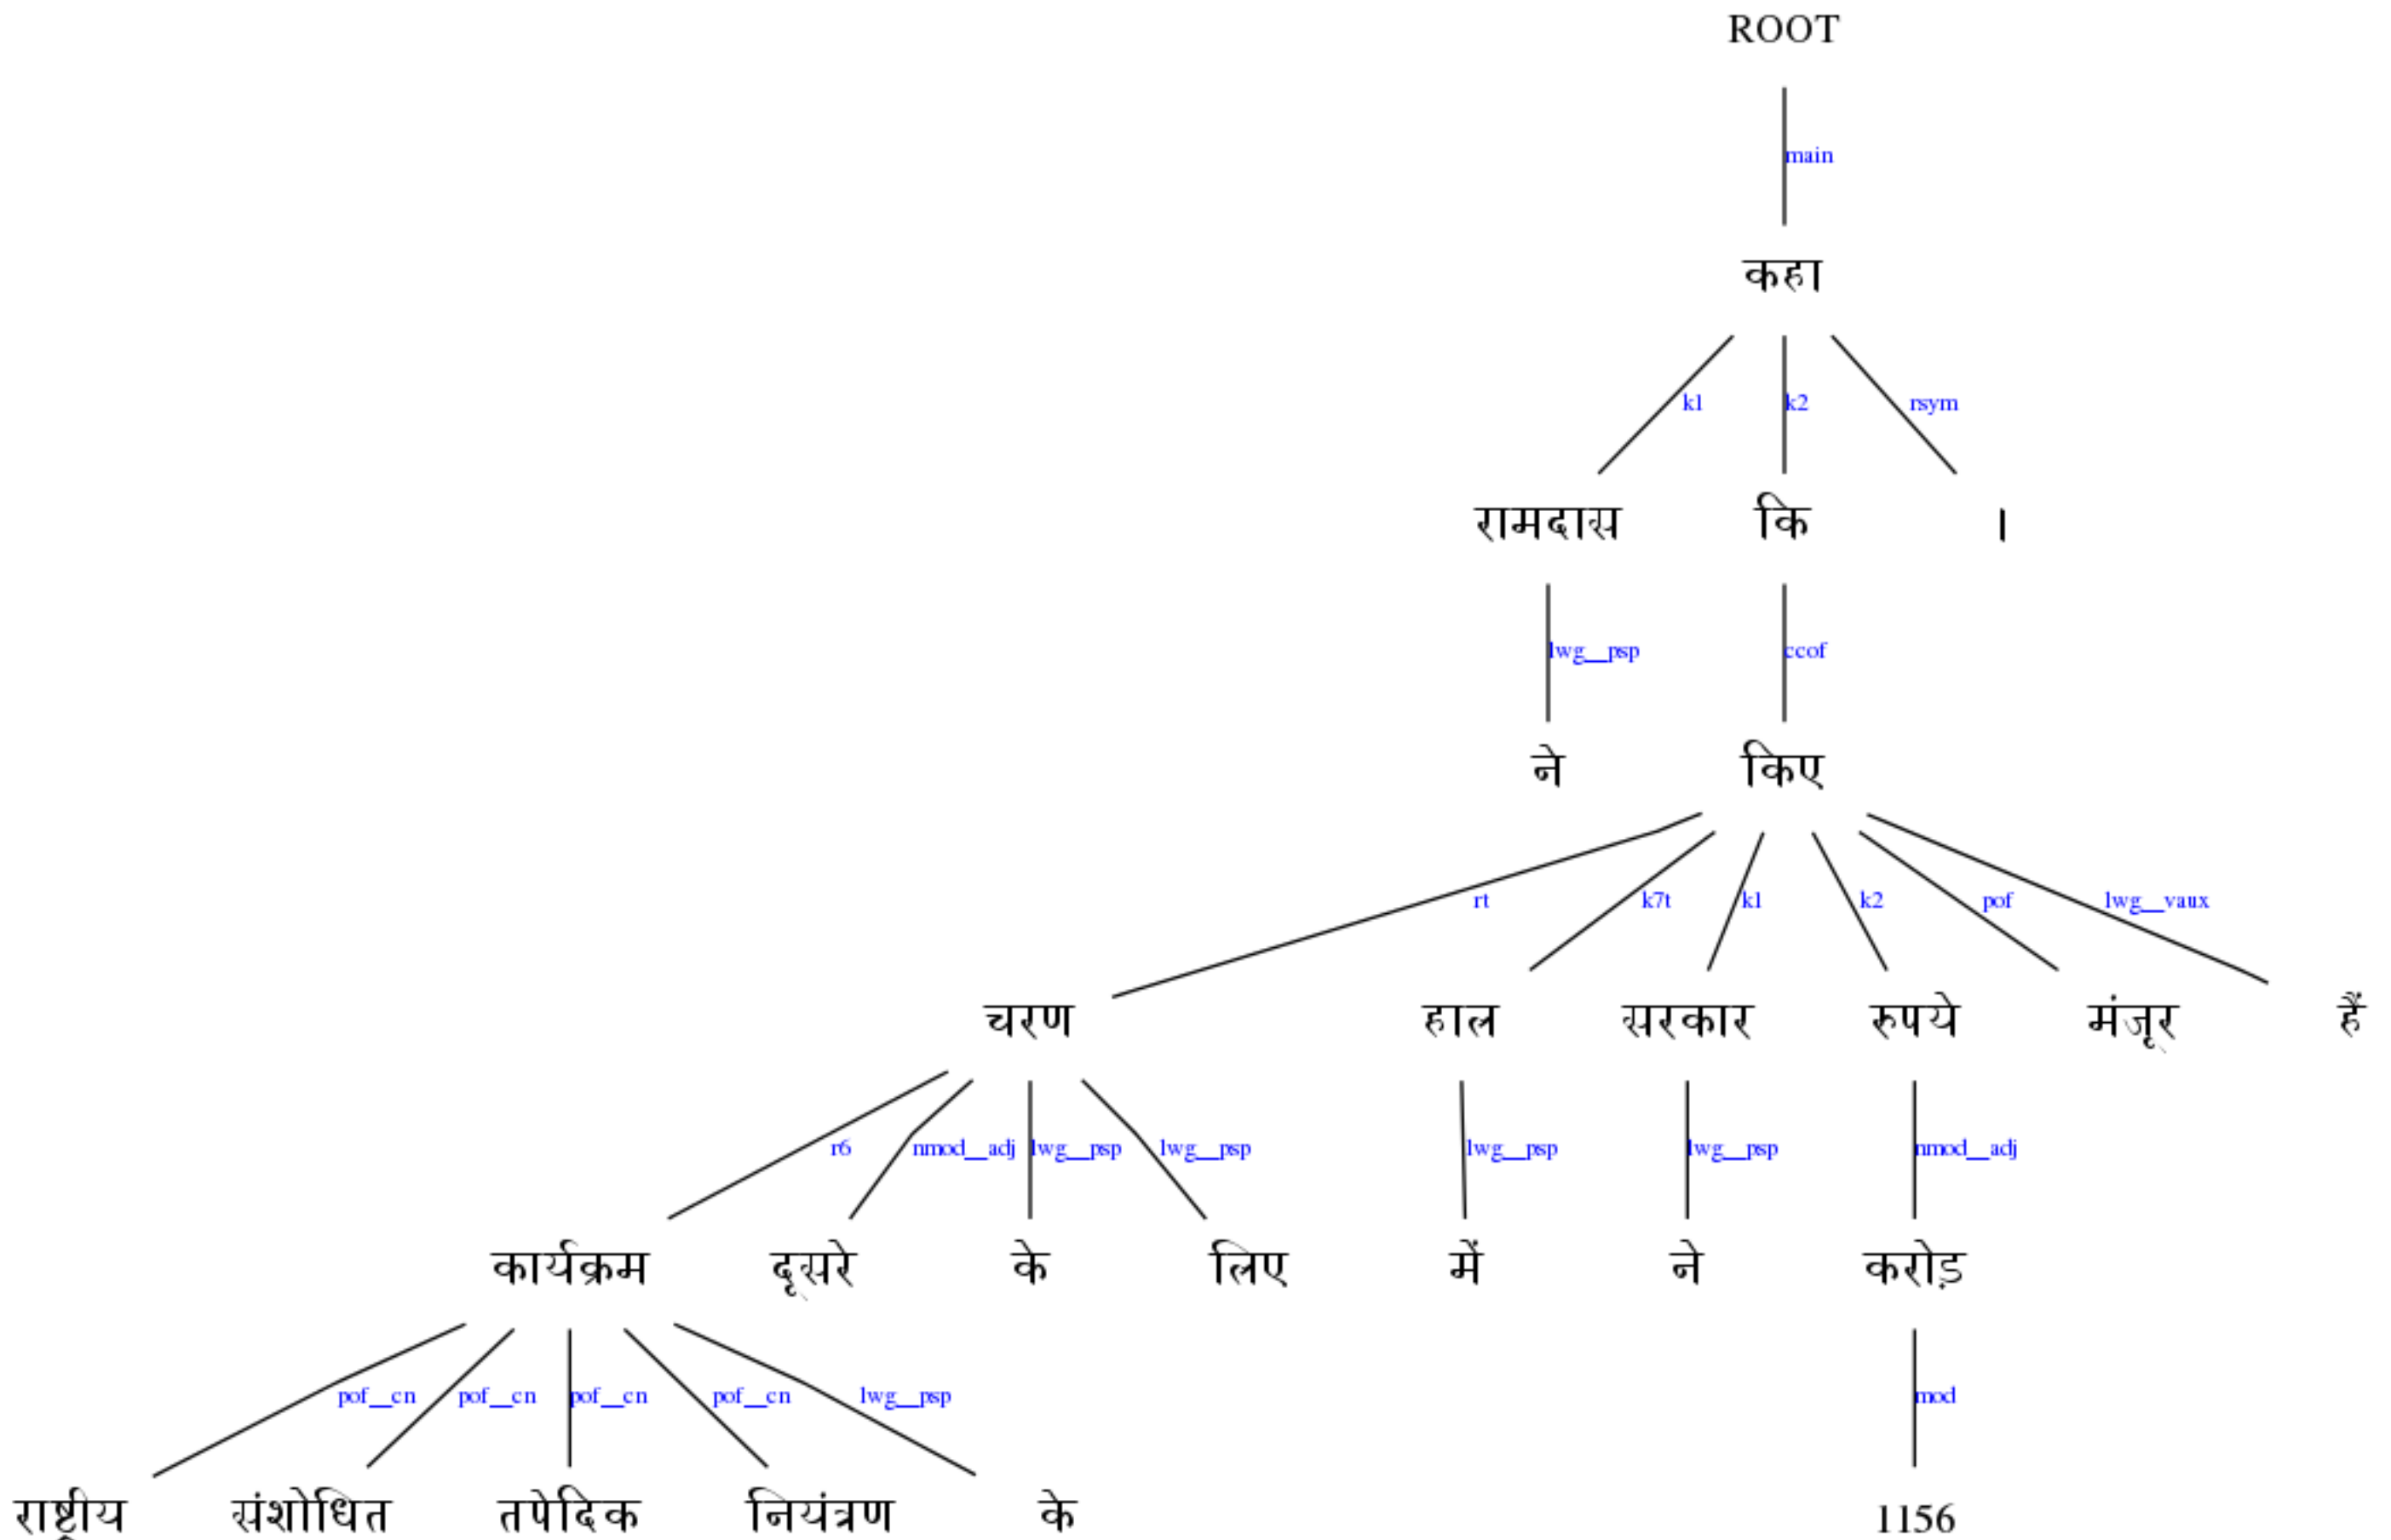 ROOT
main
कहा
k1 k2 rsym
रामदास कि ।
lwg__psp ccof
ने किए
rt k7t k1 k2 pof lwg__vaux
चरण हाल सरकार रुपये मंजूर हैं
r6 nmod__adj lwg__psp lwg__psp lwg__psp lwg__psp nmod__adj
कार्यक्रम दूसरे के लिए में ने करोड़
pof__cn pof__cn pof__cn pof__cn lwg__psp mod
राष्ट्रीय संशोधित तपेदिक नियंत्रण के 1156